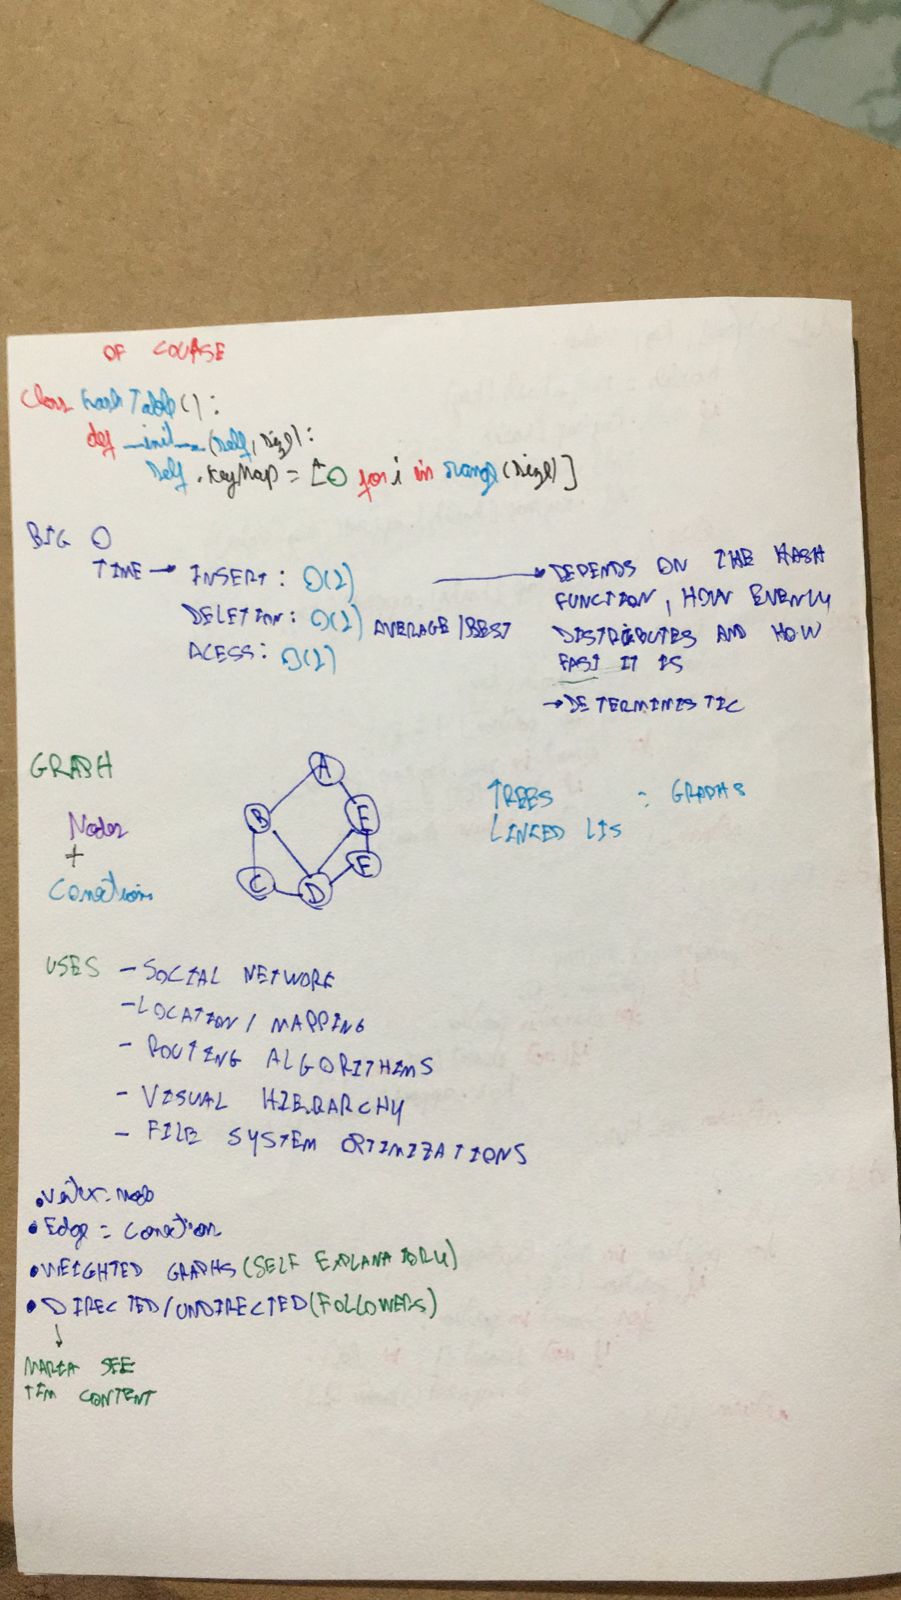 OF COURSE
Class HashTable():
def __init__(self, size):
self.KeyMap = [0 for i in range(size)]
BIG O
TIME → INSERT: O(1)
DELETION: O(1) AVERAGE/BEST
ACESS: O(1)
→ DEPENDS ON THE HASH
FUNCTION, HOW EVENLY
DISTRIBUTES AND HOW
FAST IT IS
→ DETERMINISTIC
GRAPH
Nodes
+
Conections
A
B
E
F
C
D
TREES : GRAPHS
LINKED LIS
USES - SOCIAL NETWORK
- LOCATION / MAPPING
- ROUTING ALGORITHIMS
- VISUAL HIERARCHY
- FILE SYSTEM OPTIMIZATIONS
• Vertex = node
• Edge = conection
• WEIGHTED GRAPHS (SELF EXPLANATORY)
• DIRECTED/UNDIRECTED (FOLLOWERS)
↓
MARIA SEE
TIM CONTENT